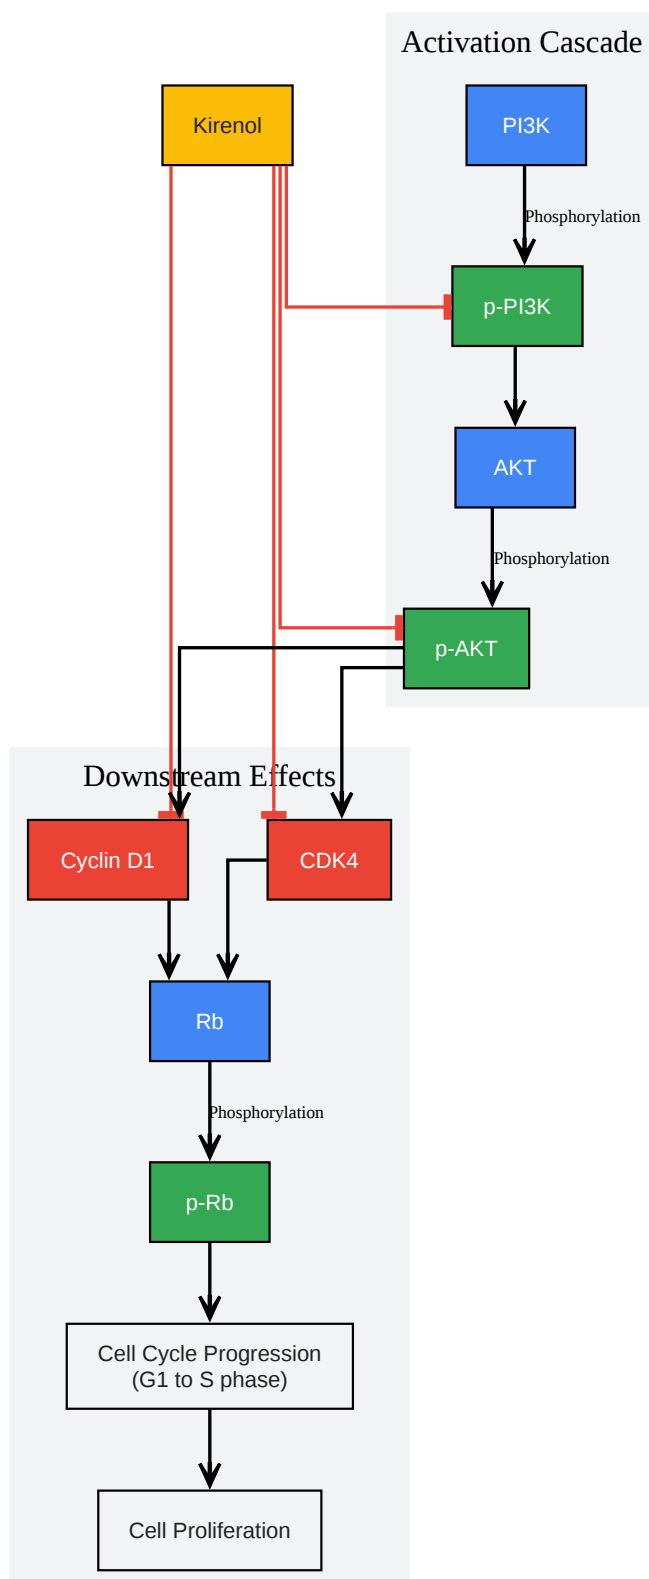 Activation Cascade
Kirenol
PI3K
Phosphorylation
p-PI3K
AKT
Phosphorylation
p-AKT
Downstream Effects
Cyclin D1
CDK4
Rb
Phosphorylation
p-Rb
Cell Cycle Progression
(G1 to S phase)
Cell Proliferation